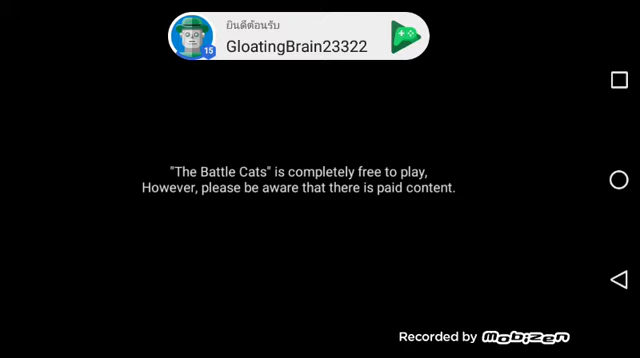 ยินดีต้อนรับ
GloatingBrain23322
15
"The Battle Cats" is completely free to play,
However, please be aware that there is paid content.
Recorded by Mobizen